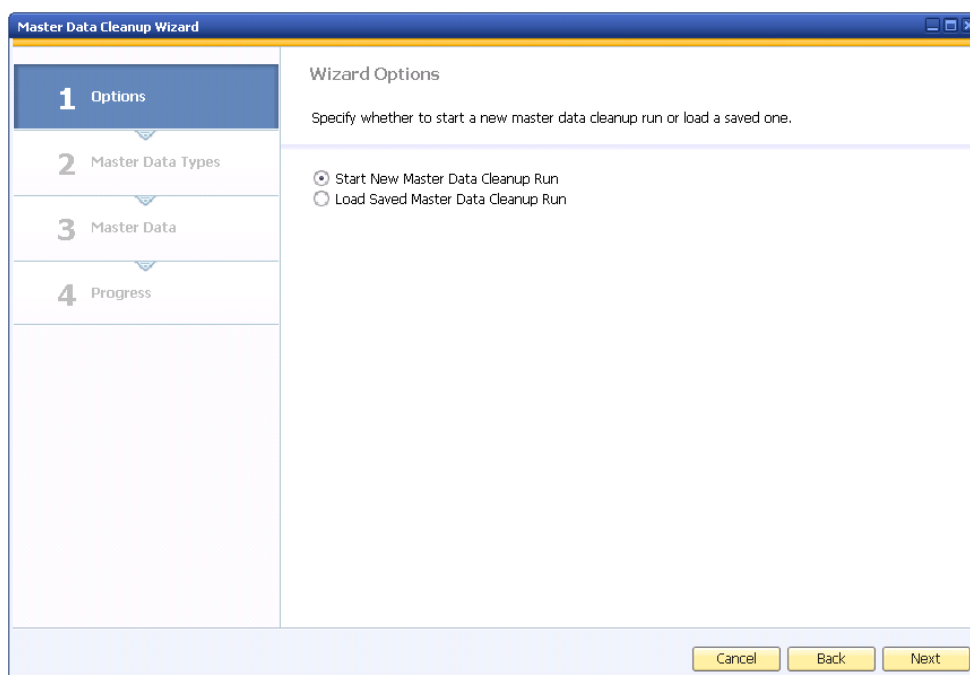 Master Data Cleanup Wizard
1 Options
2 Master Data Types
3 Master Data
4 Progress
Wizard Options
Specify whether to start a new master data cleanup run or load a saved one.
Start New Master Data Cleanup Run
Load Saved Master Data Cleanup Run
Cancel Back Next